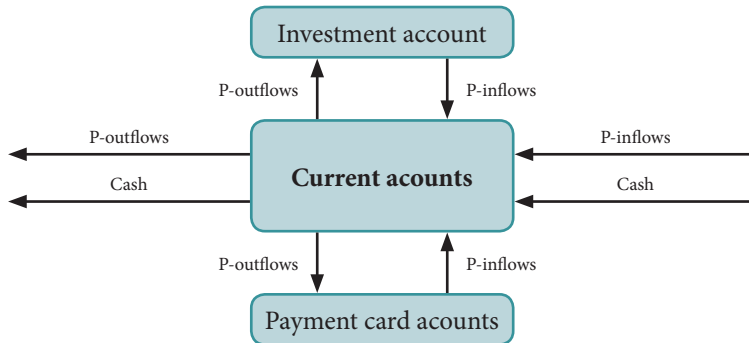 Investment account
P-outflows
P-inflows
P-outflows
P-inflows
Current acounts
Cash
Cash
P-outflows
P-inflows
Payment card acounts